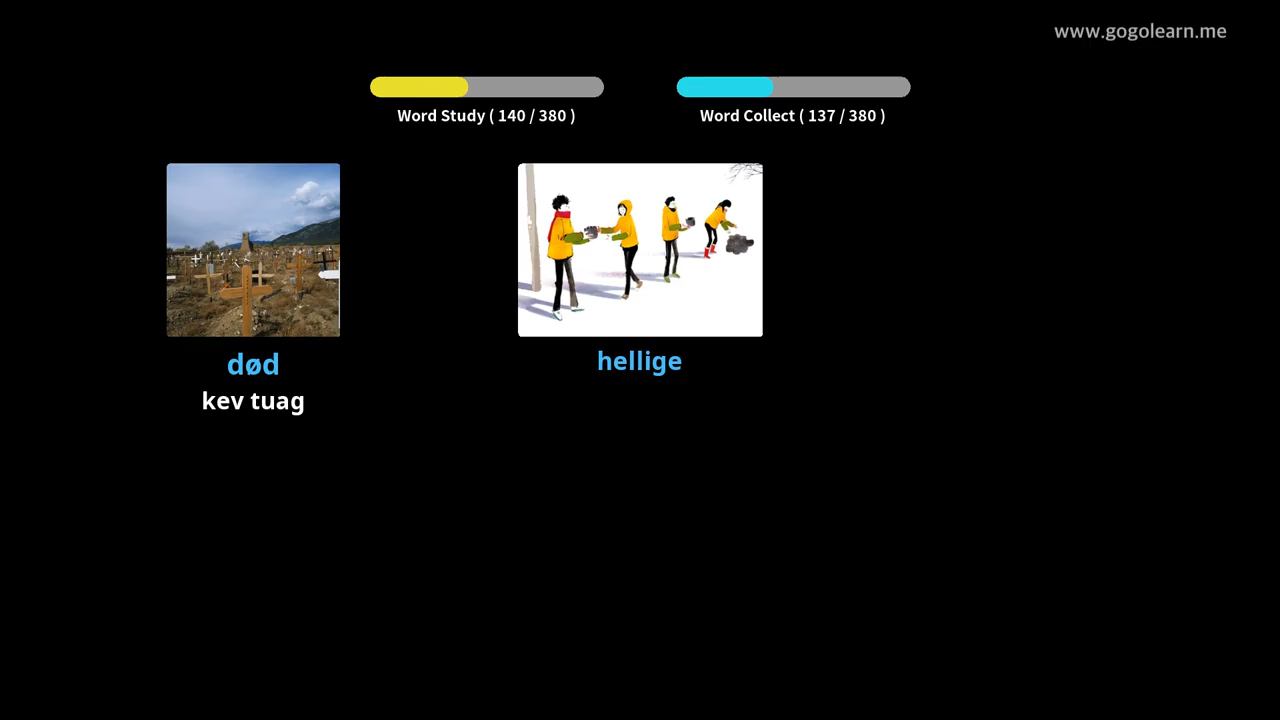 www.gogolearn.me
Word Study ( 140 / 380 )
Word Collect ( 137 / 380 )
død
kev tuag
hellige